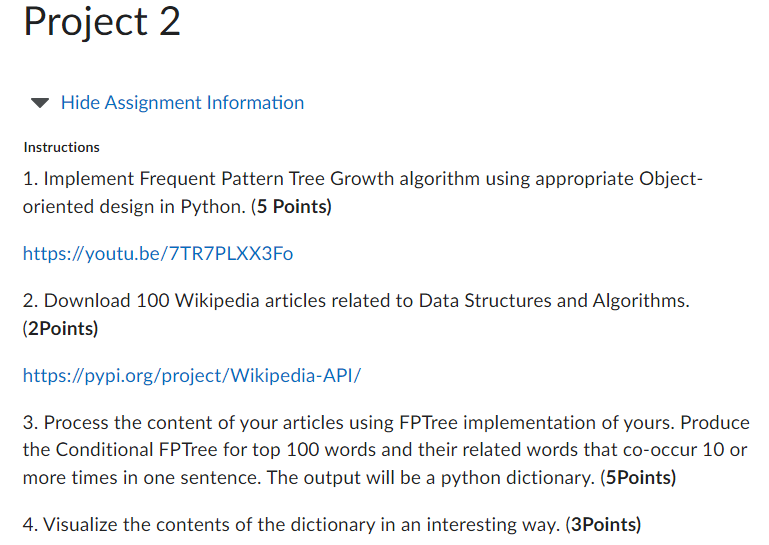 Project 2
Hide Assignment Information
Instructions
1. Implement Frequent Pattern Tree Growth algorithm using appropriate Object-
oriented design in Python. (5 Points)
https://youtu.be/7TR7PLXX3Fo
2. Download 100 Wikipedia articles related to Data Structures and Algorithms.
(2Points)
https://pypi.org/project/Wikipedia-API/
3. Process the content of your articles using FPTree implementation of yours. Produce
the Conditional FPTree for top 100 words and their related words that co-occur 10 or
more times in one sentence. The output will be a python dictionary. (5Points)
4. Visualize the contents of the dictionary in an interesting way. (3Points)